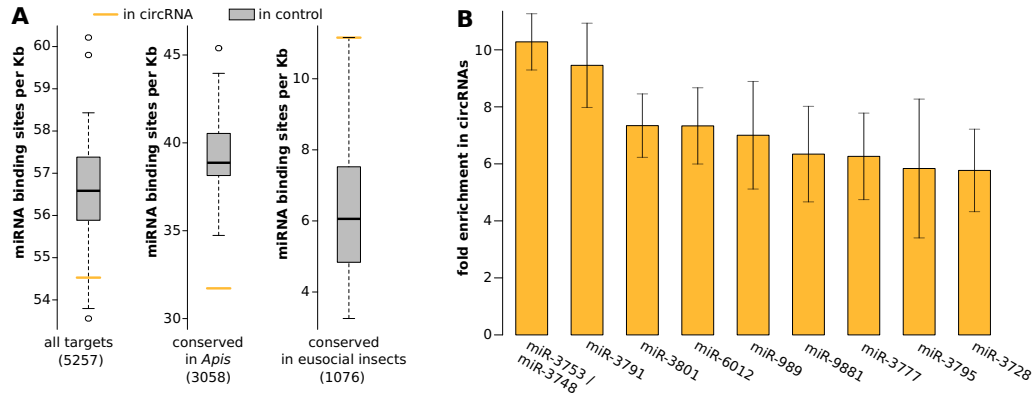 A
in circRNA
in control
miRNA binding sites per Kb
60
59
58
57
56
55
54
all targets
(5257)
miRNA binding sites per Kb
45
40
35
30
conserved
in Apis
(3058)
miRNA binding sites per Kb
10
8
6
4
conserved
in eusocial insects
(1076)
B
fold enrichment in circRNAs
10
8
6
4
2
0
miR-3753 /
miR-3748
miR-3791
miR-3801
miR-6012
miR-989
miR-9881
miR-3777
miR-3795
miR-3728